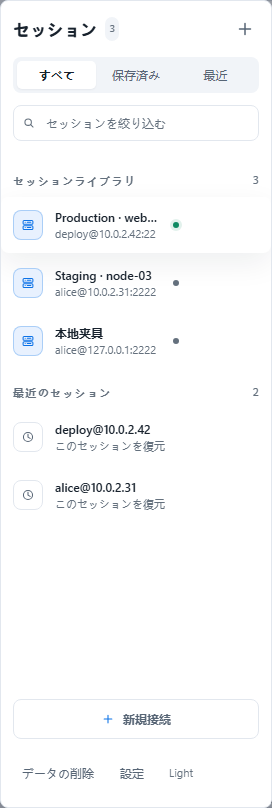 セッション 3
すべて 保存済み 最近
セッションを絞り込む
セッションライブラリ 3
Production · web...
deploy@10.0.2.42:22
Staging · node-03
alice@10.0.2.31:2222
本地夹具
alice@127.0.0.1:2222
最近のセッション 2
deploy@10.0.2.42
このセッションを復元
alice@10.0.2.31
このセッションを復元
新規接続
データの削除 設定 Light